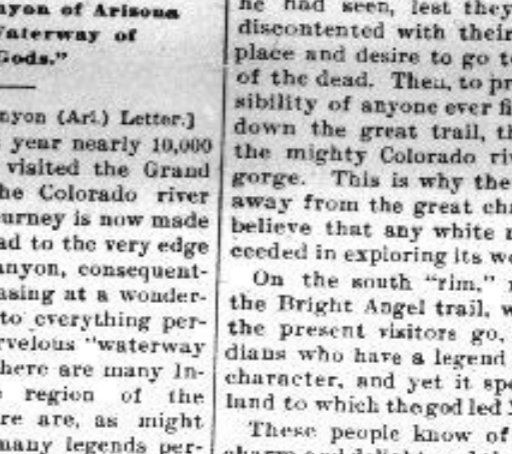 nyon of Arizona
Waterway of
Gods."
nyon (Ari.) Letter.]
year nearly 10,000
visited the Grand
he Colorado river
ourney is now made
ad to the very edge
anyon, consequent-
asing at a wonder-
to everything per-
rvelous "waterway
here are many In-
region of the
re are, as might
many legends per-
he had seen, lest they
discontented with their
place and desire to go t
of the dead. Then, to pr
sibility of anyone ever fi
down the great trail, th
the mighty Colorado riv
gorge. This is why the
away from the great cha
believe that any white
ceeded in exploring its wo
On the south "rim,"
the Bright Angel trail, w
the present visitors go,
dians who have a legend
character, and yet it spe
land to which the god led
These people know of